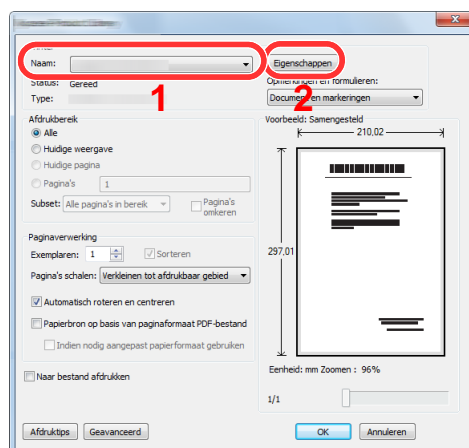 Naam:
Eigenschappen
Status: Gereed
Opmerkingen en formulieren:
Type:
1
2
Document en markeringen
Afdrukbereik
Alle
Huidige weergave
Huidige pagina
Pagina's 1
Subset: Alle pagina's in bereik
Pagina's omkeren
Voorbeeld: Samengesteld
210,02
297,01
Paginaverwerking
Exemplaren: 1
Sorteren
Pagina's schalen: Verkleinen tot afdrukbaar gebied
Automatisch roteren en centreren
Papierbron op basis van paginaformaat PDF-bestand
Indien nodig aangepast papierformaat gebruiken
Naar bestand afdrukken
Eenheid: mm Zoomen : 96%
1/1
Afdruktips
Geavanceerd
OK
Annuleren